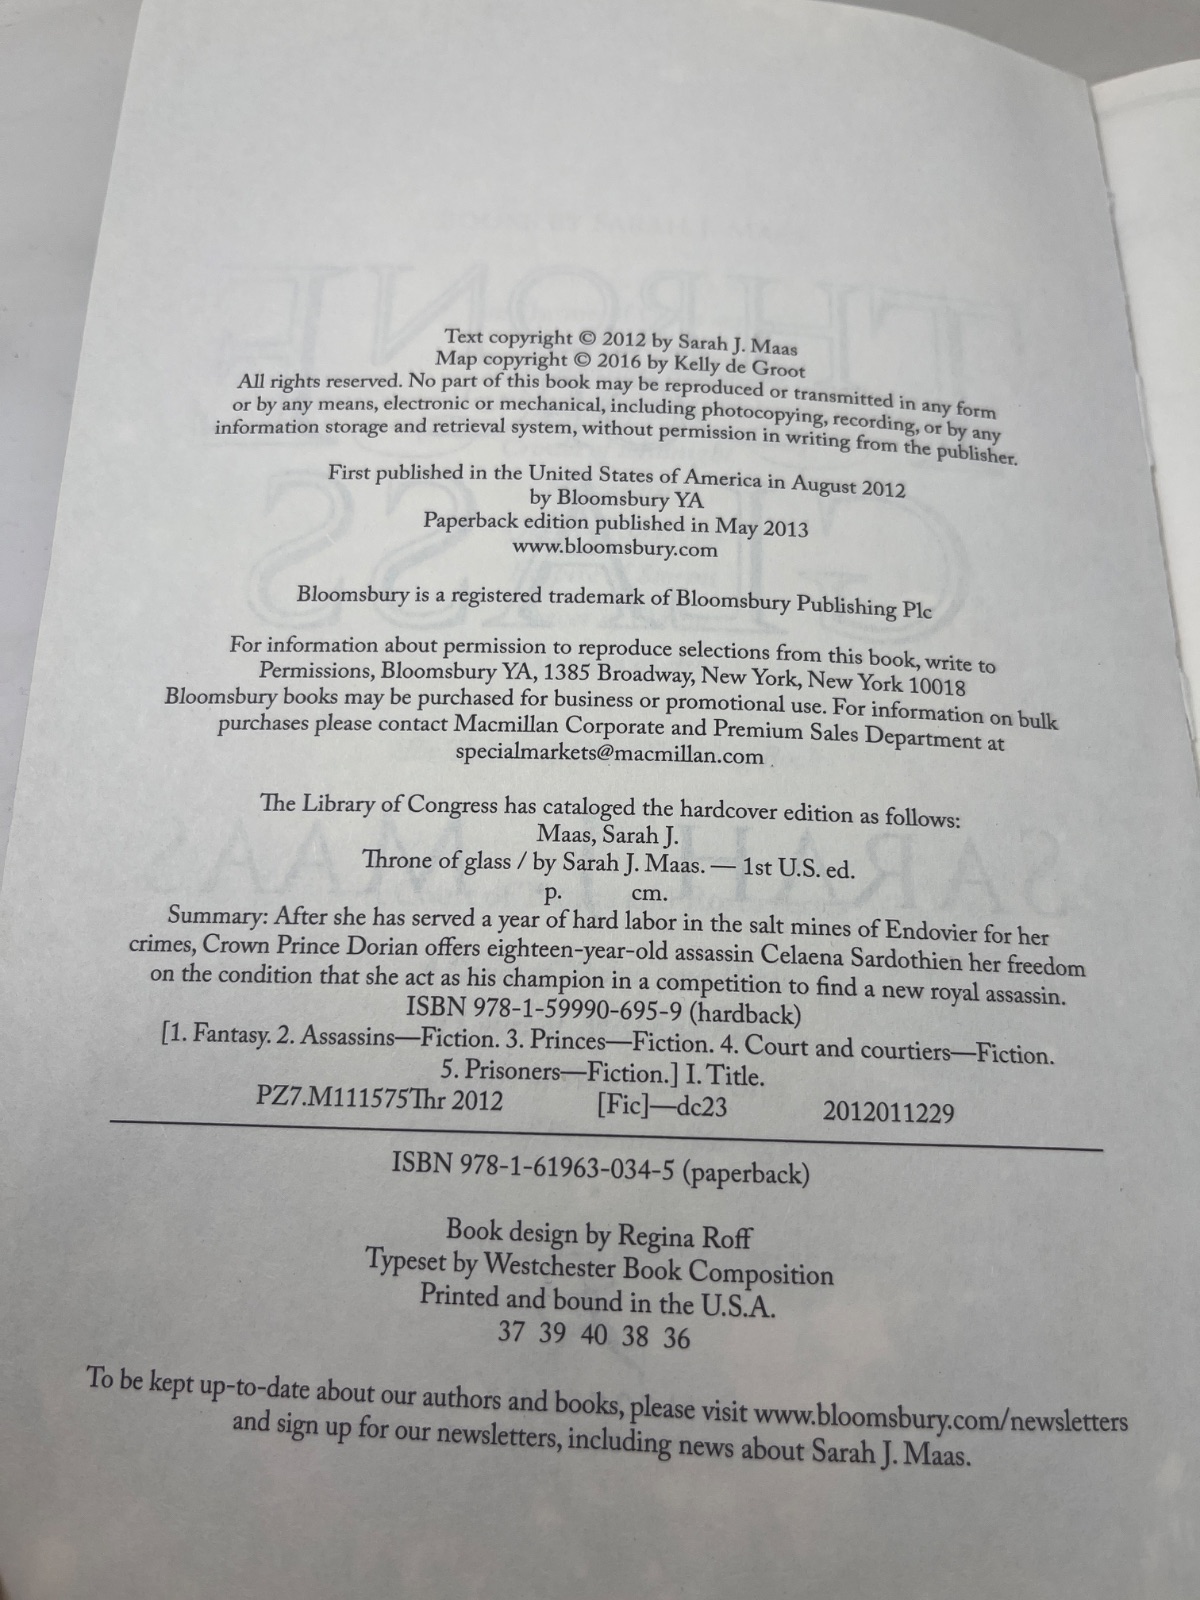 Text copyright © 2012 by Sarah J. Maas
Map copyright © 2016 by Kelly de Groot
All rights reserved. No part of this book may be reproduced or transmitted in any form
or by any means, electronic or mechanical, including photocopying, recording, or by any
information storage and retrieval system, without permission in writing from the publisher.
First published in the United States of America in August 2012
by Bloomsbury YA
Paperback edition published in May 2013
www.bloomsbury.com
Bloomsbury is a registered trademark of Bloomsbury Publishing Plc
For information about permission to reproduce selections from this book, write to
Permissions, Bloomsbury YA, 1385 Broadway, New York, New York 10018
Bloomsbury books may be purchased for business or promotional use. For information on bulk
purchases please contact Macmillan Corporate and Premium Sales Department at
specialmarkets@macmillan.com
The Library of Congress has cataloged the hardcover edition as follows:
Maas, Sarah J.
Throne of glass / by Sarah J. Maas. — 1st U.S. ed.
p. cm.
Summary: After she has served a year of hard labor in the salt mines of Endovier for her
crimes, Crown Prince Dorian offers eighteen-year-old assassin Celaena Sardothien her freedom
on the condition that she act as his champion in a competition to find a new royal assassin.
ISBN 978-1-59990-695-9 (hardback)
[1. Fantasy. 2. Assassins—Fiction. 3. Princes—Fiction. 4. Court and courtiers—Fiction.
5. Prisoners—Fiction.] I. Title.
PZ7.M111575Thr 2012 [Fic]—dc23 2012011229
ISBN 978-1-61963-034-5 (paperback)
Book design by Regina Roff
Typeset by Westchester Book Composition
Printed and bound in the U.S.A.
37 39 40 38 36
To be kept up-to-date about our authors and books, please visit www.bloomsbury.com/newsletters
and sign up for our newsletters, including news about Sarah J. Maas.